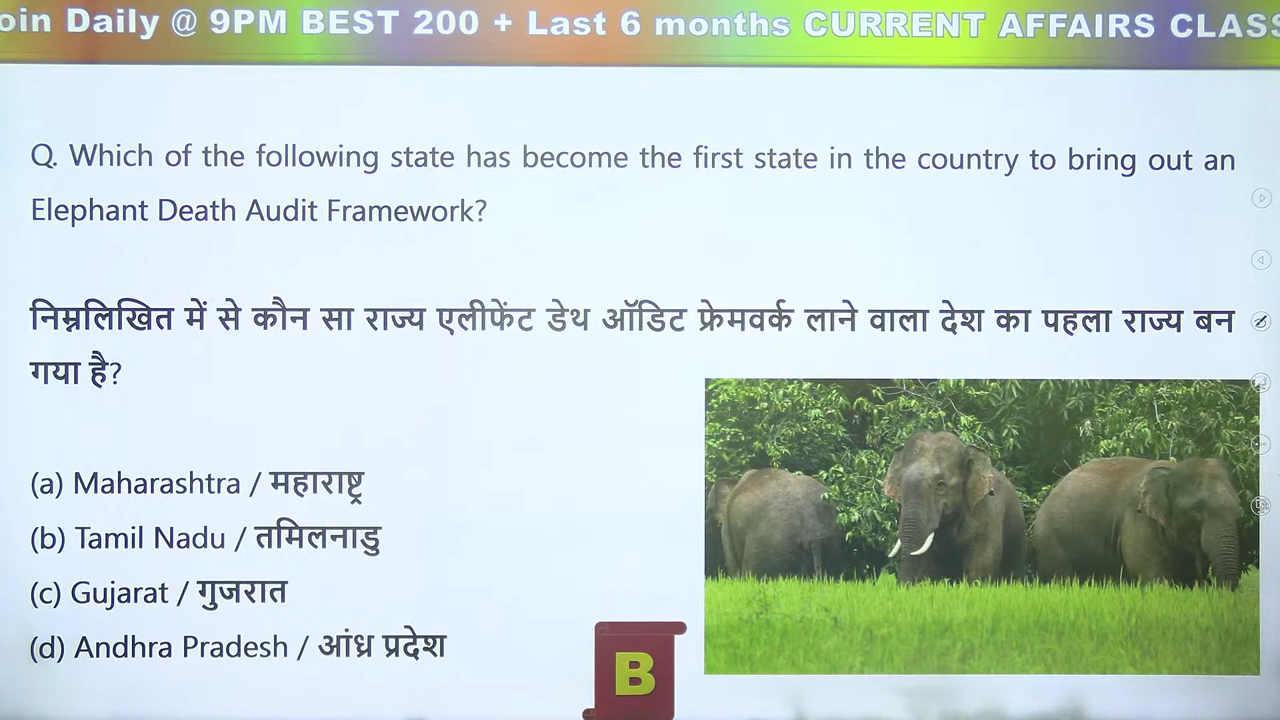 oin Daily @ 9PM BEST 200 + Last 6 months CURRENT AFFAIRS CLASS
Q. Which of the following state has become the first state in the country to bring out an
Elephant Death Audit Framework?
निम्नलिखित में से कौन सा राज्य एलीफेंट डेथ ऑडिट फ्रेमवर्क लाने वाला देश का पहला राज्य बन
गया है?
(a) Maharashtra / महाराष्ट्र
(b) Tamil Nadu / तमिलनाडु
(c) Gujarat / गुजरात
(d) Andhra Pradesh / आंध्र प्रदेश
B